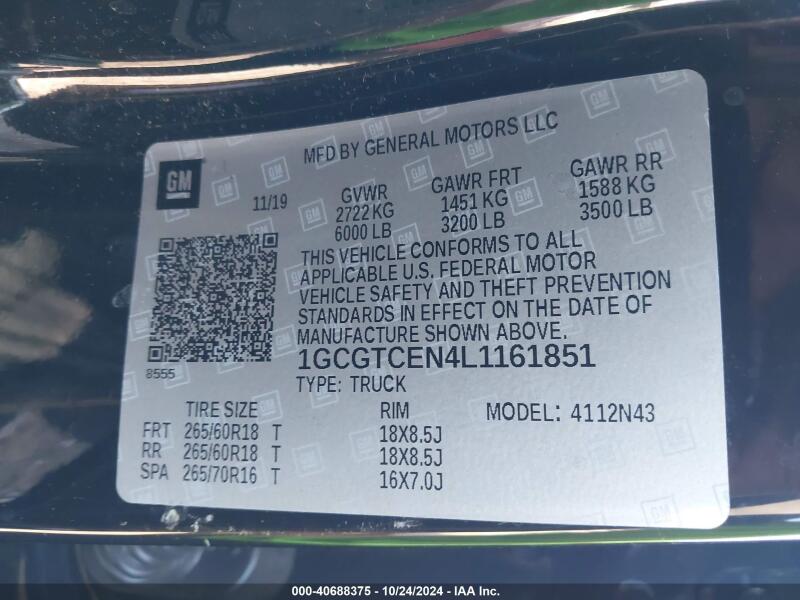 MFD BY GENERAL MOTORS LLC
GM
11/19
GVWR GAWR FRT GAWR RR
2722 KG 1451 KG 1588 KG
6000 LB 3200 LB 3500 LB
THIS VEHICLE CONFORMS TO ALL
APPLICABLE U.S. FEDERAL MOTOR
VEHICLE SAFETY AND THEFT PREVENTION
STANDARDS IN EFFECT ON THE DATE OF
MANUFACTURE SHOWN ABOVE.
8555
1GCGTCEN4L1161851
TYPE: TRUCK
TIRE SIZE RIM MODEL: 4112N43
FRT 265/60R18 T 18X8.5J
RR 265/60R18 T 18X8.5J
SPA 265/70R16 T 16X7.0J
000-40688375 - 10/24/2024 - IAA Inc.